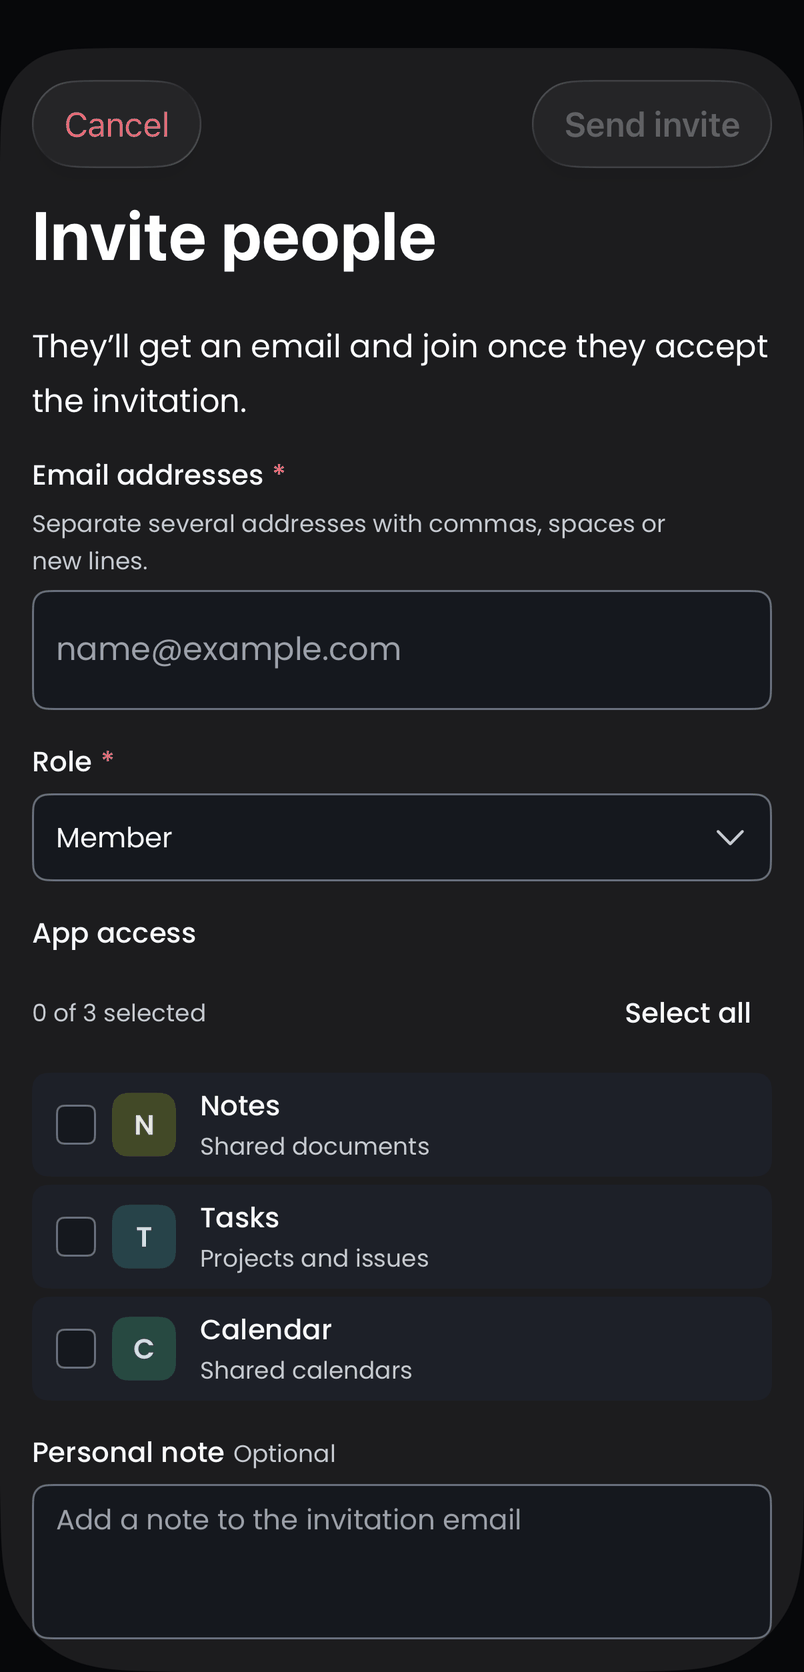 Cancel
Send invite
Invite people
They’ll get an email and join once they accept
the invitation.
Email addresses *
Separate several addresses with commas, spaces or
new lines.
name@example.com
Role *
Member
App access
0 of 3 selected
Select all
N
Notes
Shared documents
T
Tasks
Projects and issues
C
Calendar
Shared calendars
Personal note Optional
Add a note to the invitation email